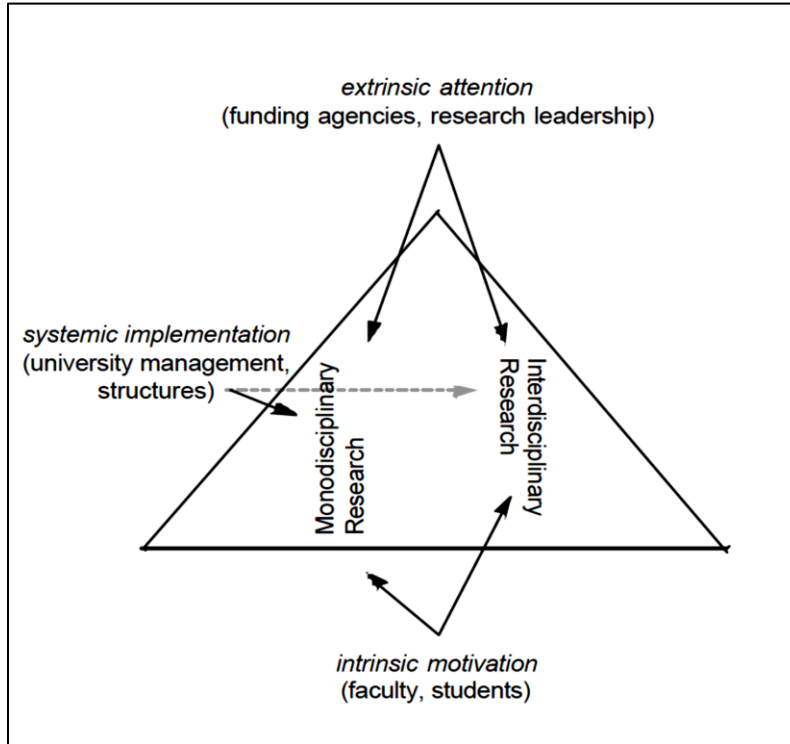 extrinsic attention
(funding agencies, research leadership)
systemic implementation
(university management,
structures)
Monodisciplinary
Research
Interdisciplinary
Research
intrinsic motivation
(faculty, students)